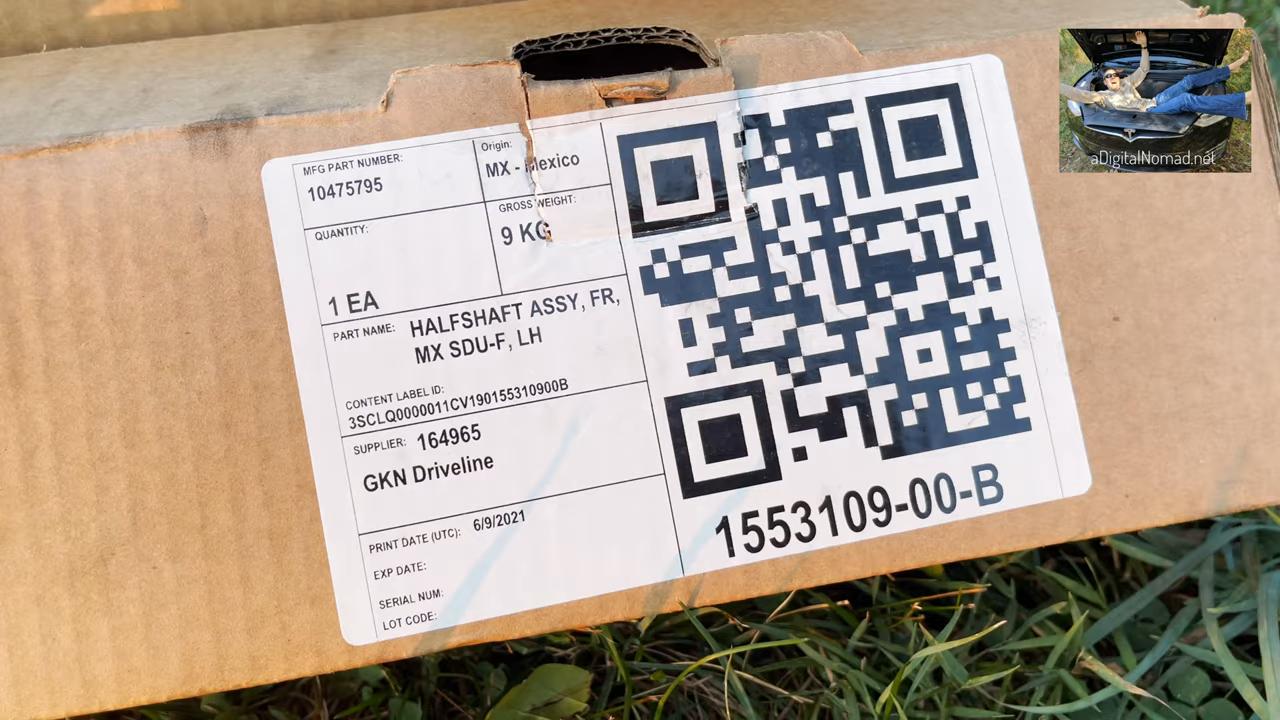 MFG PART NUMBER:
10475795
Origin:
MX - Mexico
QUANTITY:
1 EA
GROSS WEIGHT:
9 KG
PART NAME: HALFSHAFT ASSY, FR,
MX SDU-F, LH
CONTENT LABEL ID:
3SCLQ0000011CV190155310900B
SUPPLIER: 164965
GKN Driveline
PRINT DATE (UTC): 6/9/2021
EXP DATE:
SERIAL NUM:
LOT CODE:
1553109-00-B
aDigitalNomad.net